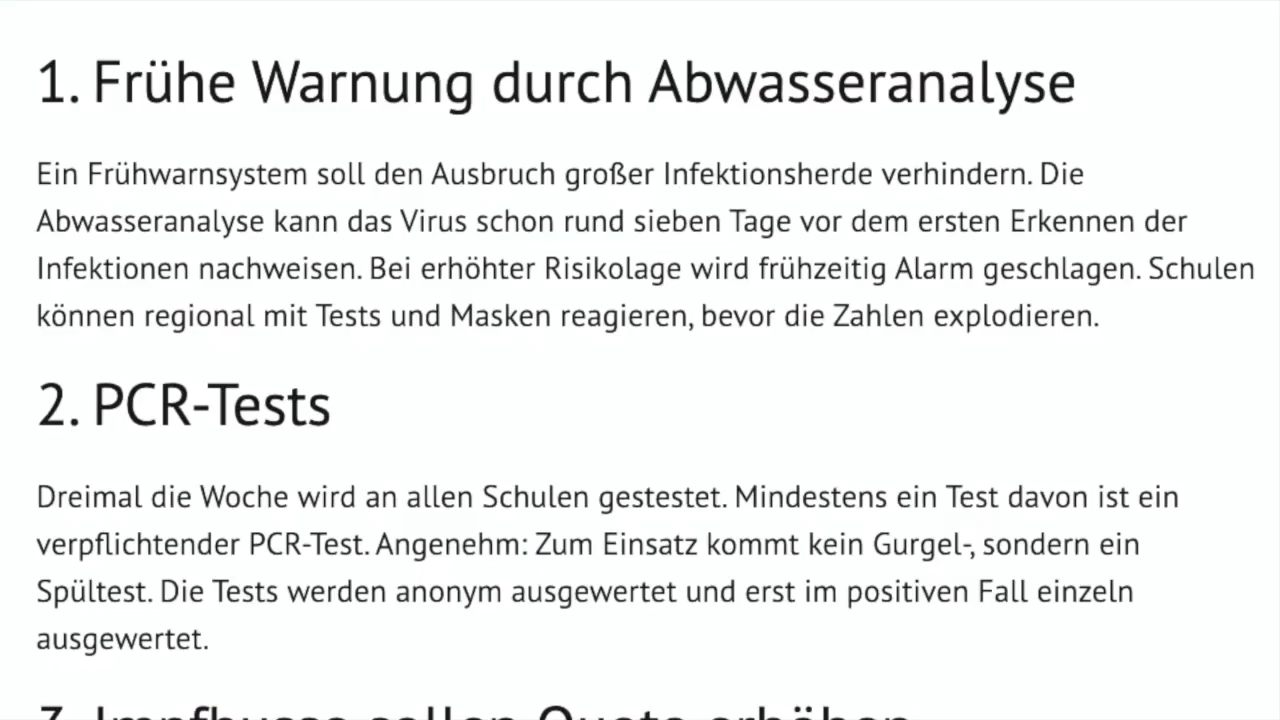 1. Frühe Warnung durch Abwasseranalyse
Ein Frühwarnsystem soll den Ausbruch großer Infektionsherde verhindern. Die
Abwasseranalyse kann das Virus schon rund sieben Tage vor dem ersten Erkennen der
Infektionen nachweisen. Bei erhöhter Risikolage wird frühzeitig Alarm geschlagen. Schulen
können regional mit Tests und Masken reagieren, bevor die Zahlen explodieren.
2. PCR-Tests
Dreimal die Woche wird an allen Schulen gestestet. Mindestens ein Test davon ist ein
verpflichtender PCR-Test. Angenehm: Zum Einsatz kommt kein Gurgel-, sondern ein
Spültest. Die Tests werden anonym ausgewertet und erst im positiven Fall einzeln
ausgewertet.
3. Impfbusse sollen Quote erhöhen